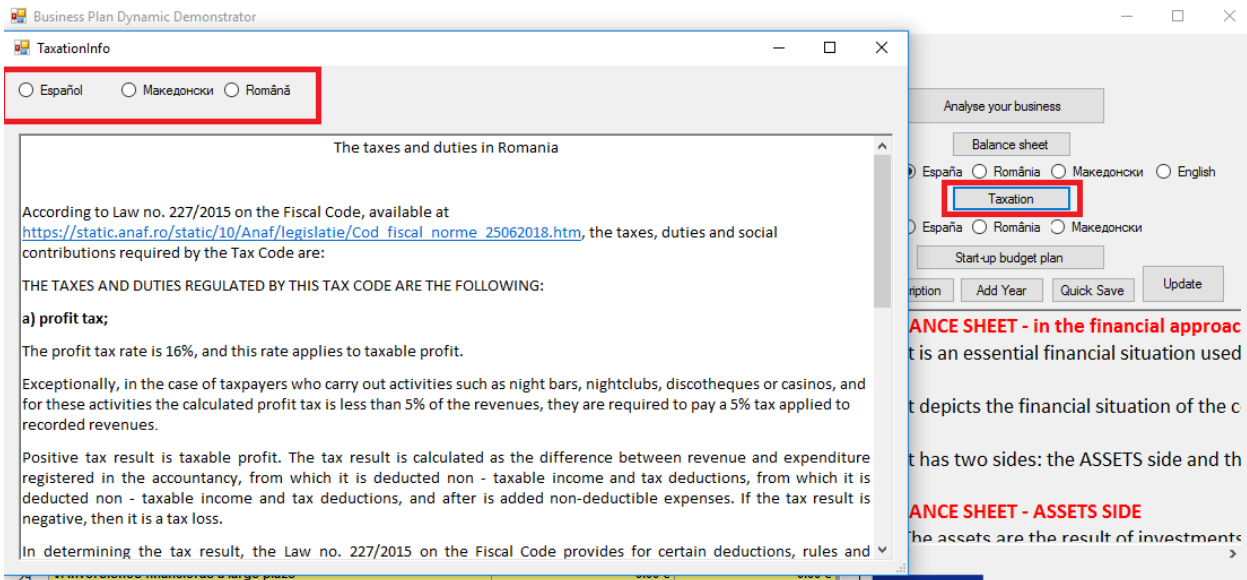 Business Plan Dynamic Demonstrator
TaxationInfo
Español Македонски Română
The taxes and duties in Romania
According to Law no. 227/2015 on the Fiscal Code, available at
https://static.anaf.ro/static/10/Anaf/legislatie/Cod_fiscal_norme_25062018.htm, the taxes, duties and social
contributions required by the Tax Code are:
THE TAXES AND DUTIES REGULATED BY THIS TAX CODE ARE THE FOLLOWING:
a) profit tax;
The profit tax rate is 16%, and this rate applies to taxable profit.
Exceptionally, in the case of taxpayers who carry out activities such as night bars, nightclubs, discotheques or casinos, and
for these activities the calculated profit tax is less than 5% of the revenues, they are required to pay a 5% tax applied to
recorded revenues.
Positive tax result is taxable profit. The tax result is calculated as the difference between revenue and expenditure
registered in the accountancy, from which it is deducted non - taxable income and tax deductions, from which it is
deducted non - taxable income and tax deductions, and after is added non-deductible expenses. If the tax result is
negative, then it is a tax loss.
In determining the tax result, the Law no. 227/2015 on the Fiscal Code provides for certain deductions, rules and
Analyse your business
Balance sheet
España România Македонски English
Taxation
España România Македонски
Start-up budget plan
ription Add Year Quick Save Update
ANCE SHEET - in the financial approac
t is an essential financial situation used
t depicts the financial situation of the c
t has two sides: the ASSETS side and th
ANCE SHEET - ASSETS SIDE
The assets are the result of investments